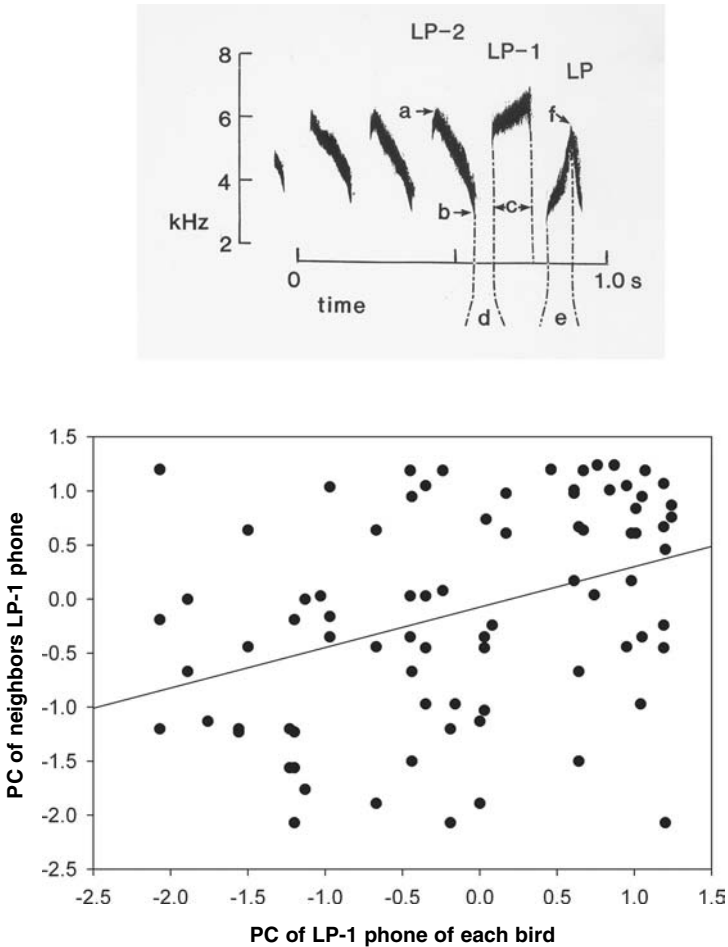 LP-2
LP-1
LP
8
6
4
kHz
2
a
b
c
f
0
1.0 s
time
d
e
1.5
1.0
0.5
0.0
-0.5
-1.0
-1.5
-2.0
-2.5
PC of neighbors LP-1 phone
-2.5 -2.0 -1.5 -1.0 -0.5 0.0 0.5 1.0 1.5
PC of LP-1 phone of each bird